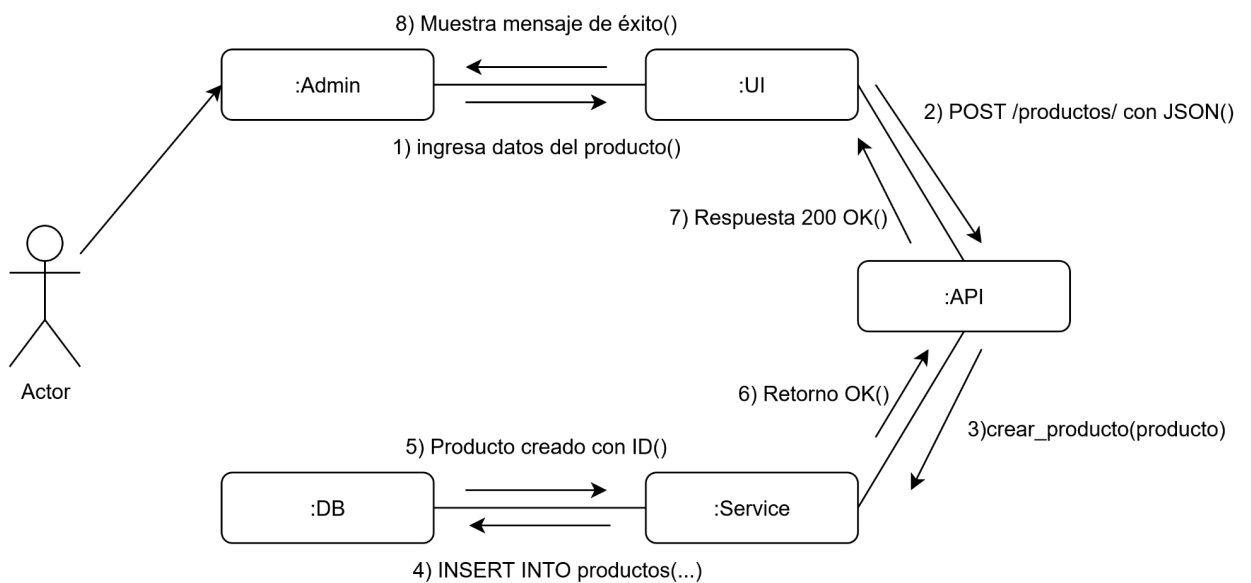 8) Muestra mensaje de éxito()
:Admin
:UI
2) POST /productos/ con JSON()
1) ingresa datos del producto()
7) Respuesta 200 OK()
:API
Actor
6) Retorno OK()
3)crear_producto(producto)
5) Producto creado con ID()
:DB
:Service
4) INSERT INTO productos(...)